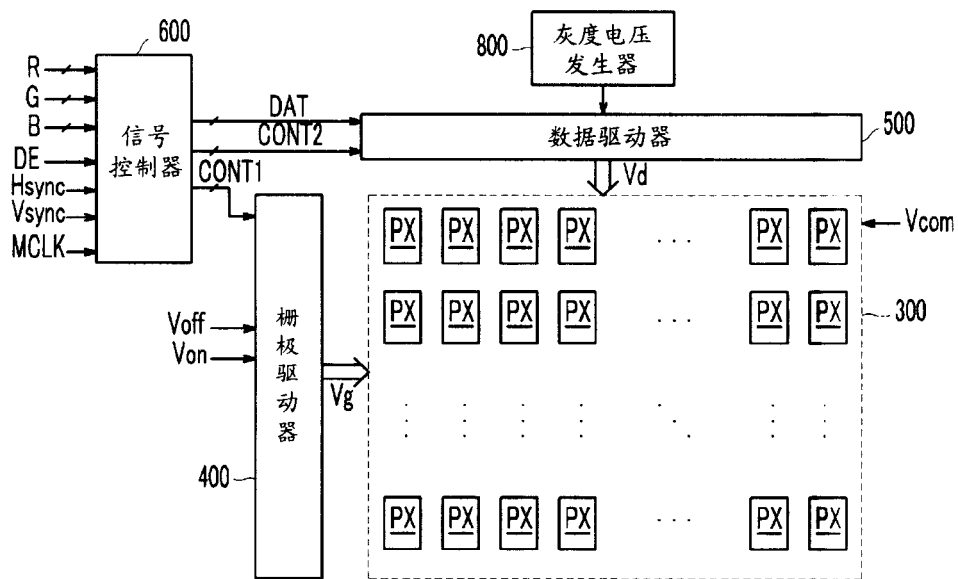 600
R
G
B
DE
Hsync
Vsync
MCLK
信号
控制器
DAT
CONT2
CONT1
800
灰度电压
发生器
数据驱动器
500
Vd
Vcom
PX PX PX PX ... PX PX
PX PX PX PX ... PX PX
300
Voff
Von
栅极驱动器
Vg
400
PX PX PX PX ... PX PX